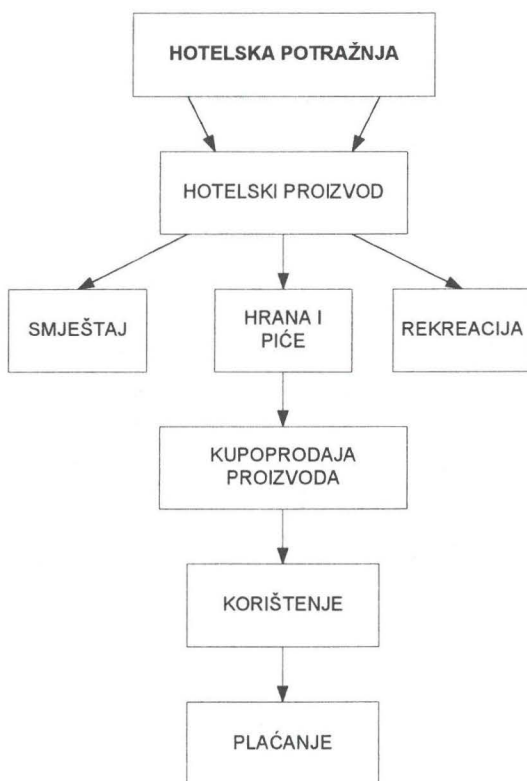 HOTELSKA POTRAŽNJA
HOTELSKI PROIZVOD
SMJEŠTAJ
HRANA I
PIĆE
REKREACIJA
KUPOPRODAJA
PROIZVODA
KORIŠTENJE
PLAĆANJE